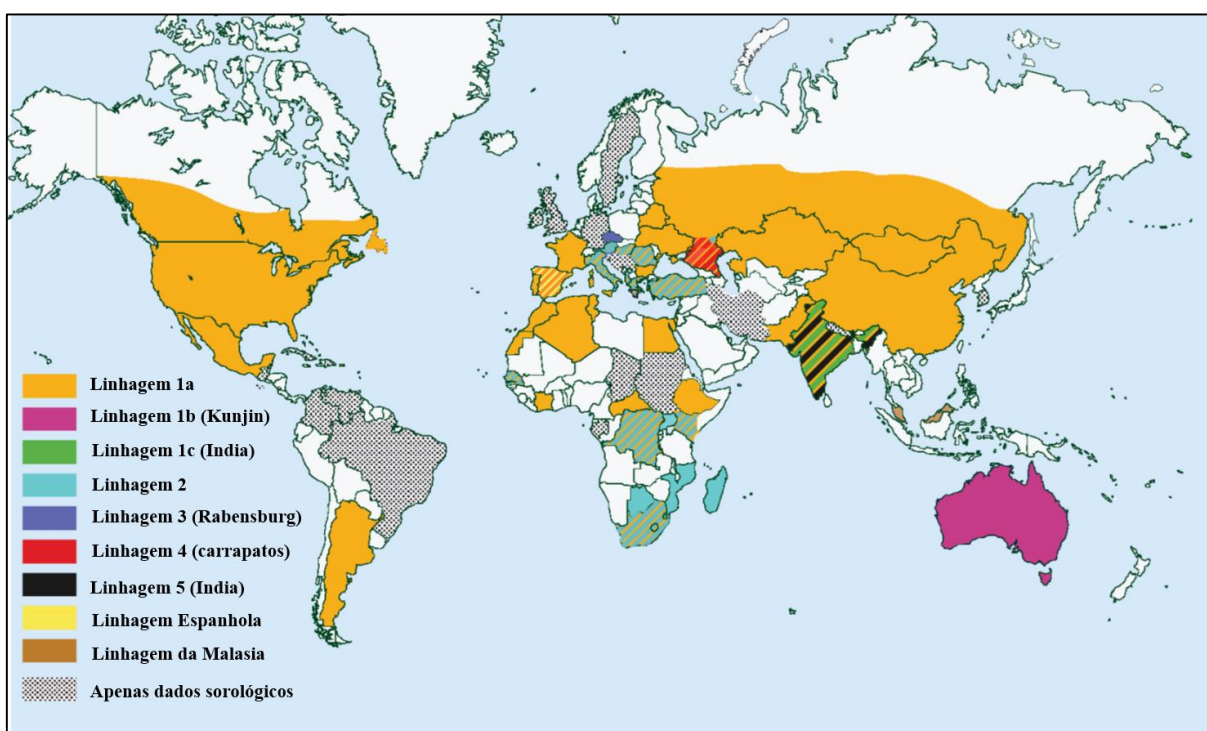 Linhagem 1a
Linhagem 1b (Kunjin)
Linhagem 1c (India)
Linhagem 2
Linhagem 3 (Rabensburg)
Linhagem 4 (carrapatos)
Linhagem 5 (India)
Linhagem Espanhola
Linhagem da Malasia
Apenas dados sorológicos